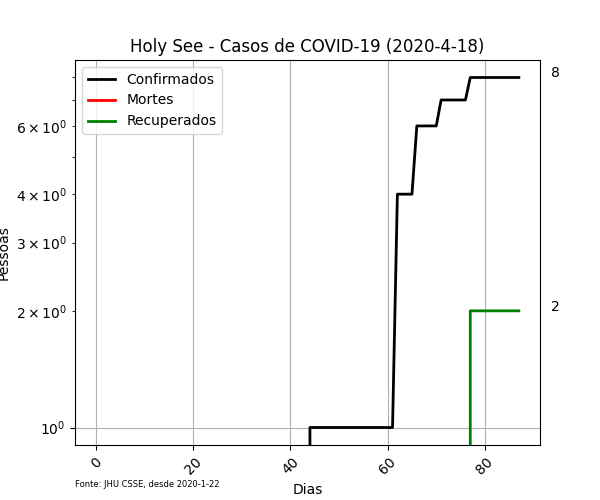 Holy See - Casos de COVID-19 (2020-4-18)
Confirmados
Mortes
Recuperados
8
2
6 × 10⁰
4 × 10⁰
3 × 10⁰
2 × 10⁰
10⁰
Pessoas
0
20
40
60
80
Dias
Fonte: JHU CSSE, desde 2020-1-22